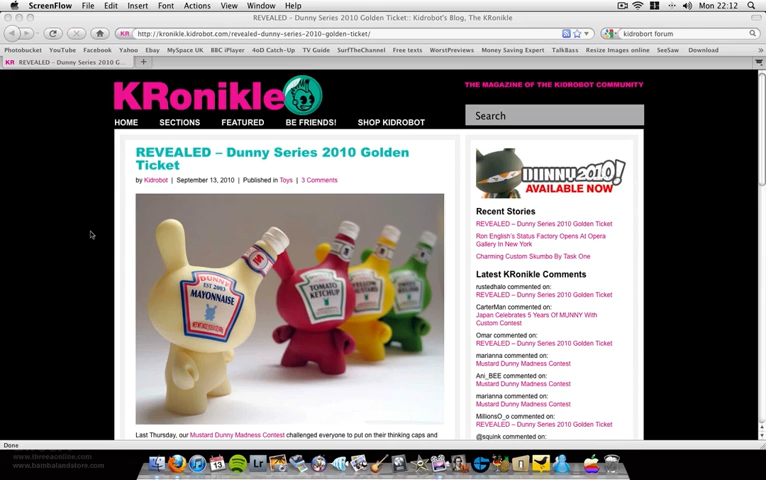 ScreenFlow File Edit Insert Font Actions Arrange View Window Help Mon 22:12
REVEALED – Dunny Series 2010 Golden Ticket:: Kidrobot's Blog, The KRonikle
KR http://kronikle.kidrobot.com/revealed-dunny-series-2010-golden-ticket/ kidrobort forum
Photobucket YouTube Facebook Yahoo Ebay MySpace UK BBC iPlayer 4oD Catch-Up TV Guide SurfTheChannel Free texts WorstPreviews Money Saving Expert TalkBass Resize Images online SeeSaw Download
KR REVEALED – Dunny Series 2010 G...
KRonikle
THE MAGAZINE OF THE KIDROBOT COMMUNITY
HOME SECTIONS FEATURED BE FRIENDS! SHOP KIDROBOT
Search
REVEALED – Dunny Series 2010 Golden
Ticket
by Kidrobot | September 13, 2010 | Published in Toys | 3 Comments
DUNNY
EST 2003
MAYONNAISE
TOMATO
KETCHUP
YELLOW
MUSTARD
Last Thursday, our Mustard Dunny Madness Contest challenged everyone to put on their thinking caps and
DUNNY2010!
AVAILABLE NOW
Recent Stories
REVEALED – Dunny Series 2010 Golden Ticket
Ron English's Status Factory Opens At Opera
Gallery In New York
Charming Custom Skumbo By Task One
Latest KRonikle Comments
rustedhalo commented on:
REVEALED – Dunny Series 2010 Golden Ticket
CarterMan commented on:
Japan Celebrates 5 Years Of MUNNY With
Custom Contest
Omar commented on:
REVEALED – Dunny Series 2010 Golden Ticket
marianna commented on:
Mustard Dunny Madness Contest
Ani_BEE commented on:
Mustard Dunny Madness Contest
marianna commented on:
Mustard Dunny Madness Contest
MillionsO_o commented on:
REVEALED – Dunny Series 2010 Golden Ticket
@squink commented on:
Done
www.threeaonline.com
www.bambalandstore.com
13
Lr